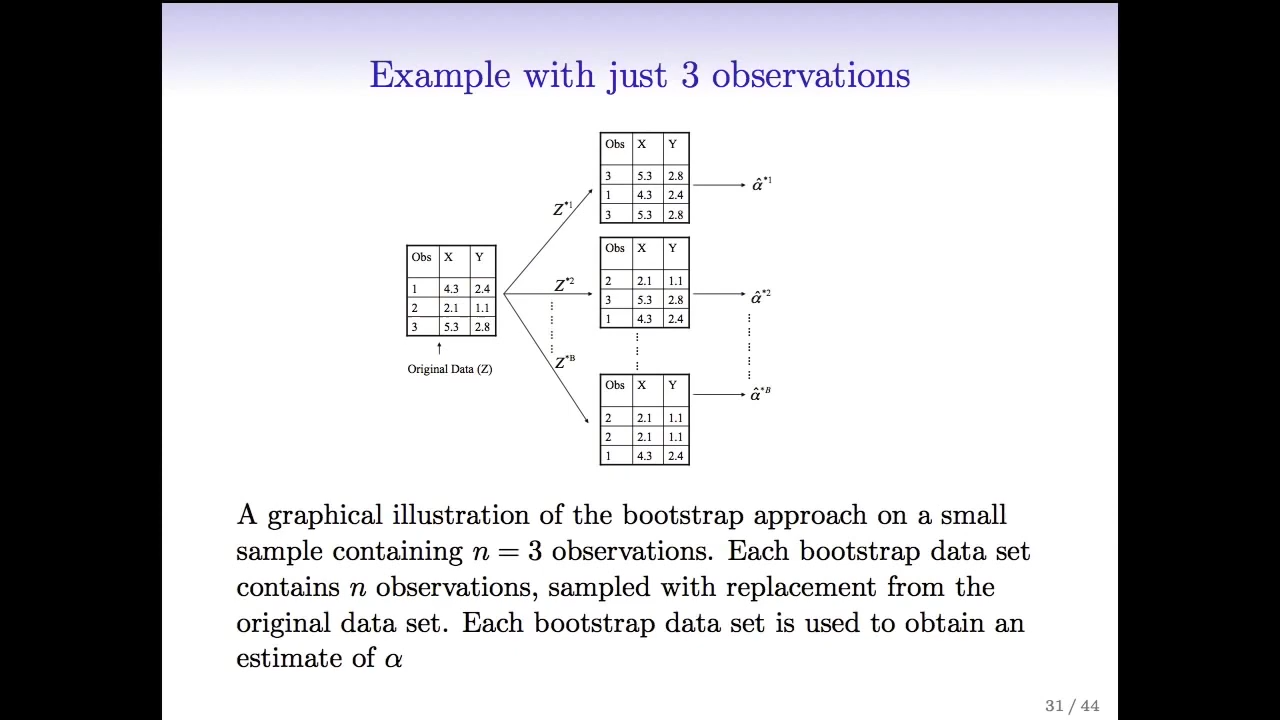 Example with just 3 observations
Obs X Y
3 5.3 2.8
1 4.3 2.4
3 5.3 2.8
Z*1
α̂*1
Obs X Y
1 4.3 2.4
2 2.1 1.1
3 5.3 2.8
Original Data (Z)
Z*2
Obs X Y
2 2.1 1.1
3 5.3 2.8
1 4.3 2.4
α̂*2
Z*B
Obs X Y
2 2.1 1.1
2 2.1 1.1
1 4.3 2.4
α̂*B
A graphical illustration of the bootstrap approach on a small
sample containing n = 3 observations. Each bootstrap data set
contains n observations, sampled with replacement from the
original data set. Each bootstrap data set is used to obtain an
estimate of α
31 / 44